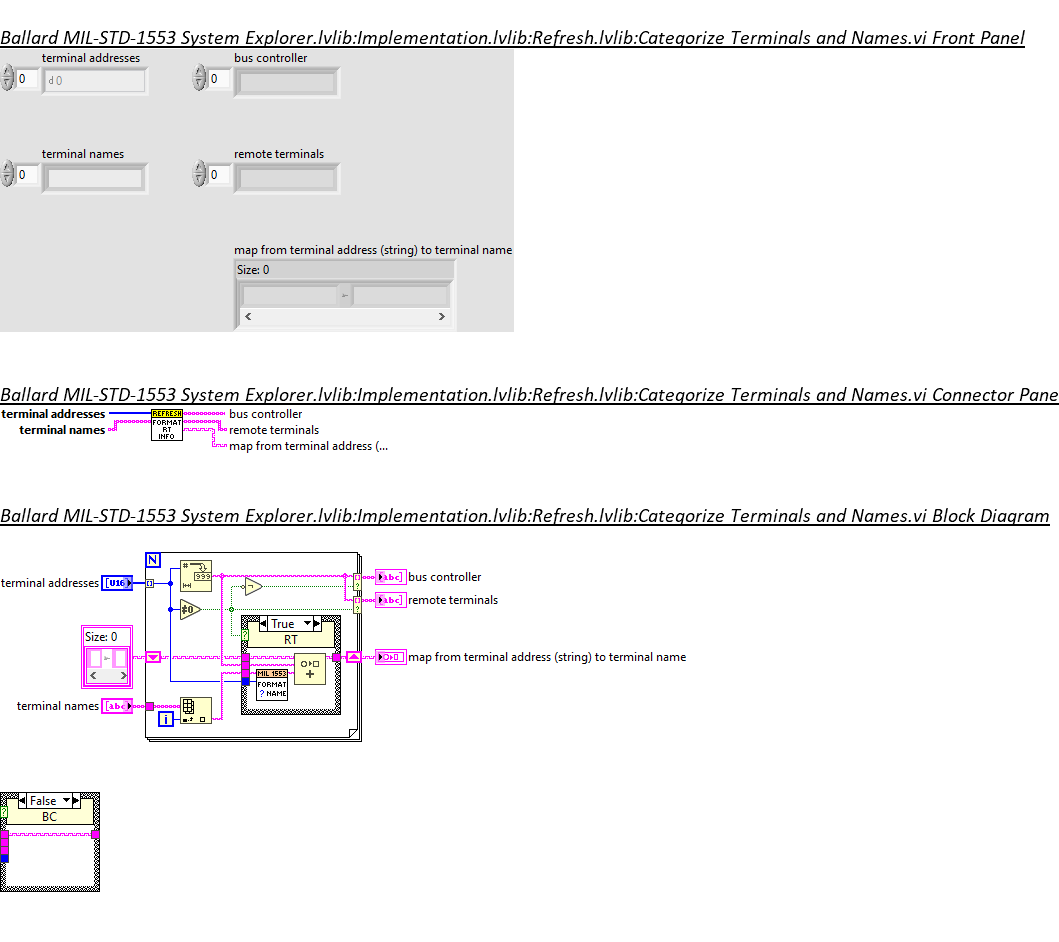 Ballard MIL-STD-1553 System Explorer.lvlib:Implementation.lvlib:Refresh.lvlib:Categorize Terminals and Names.vi Front Panel
terminal addresses
bus controller
0
d 0
0
terminal names
remote terminals
0
0
map from terminal address (string) to terminal name
Size: 0
Ballard MIL-STD-1553 System Explorer.lvlib:Implementation.lvlib:Refresh.lvlib:Categorize Terminals and Names.vi Connector Pane
terminal addresses
REFRESH
FORMAT
RT
INFO
bus controller
terminal names
remote terminals
map from terminal address (...
Ballard MIL-STD-1553 System Explorer.lvlib:Implementation.lvlib:Refresh.lvlib:Categorize Terminals and Names.vi Block Diagram
N
#
999
terminal addresses
[U16]
?
[abc]
bus controller
≠0
?
[abc]
remote terminals
True
?
RT
Size: 0
map from terminal address (string) to terminal name
+
MIL 1553
FORMAT
? NAME
terminal names
[abc]
i
False
?
BC